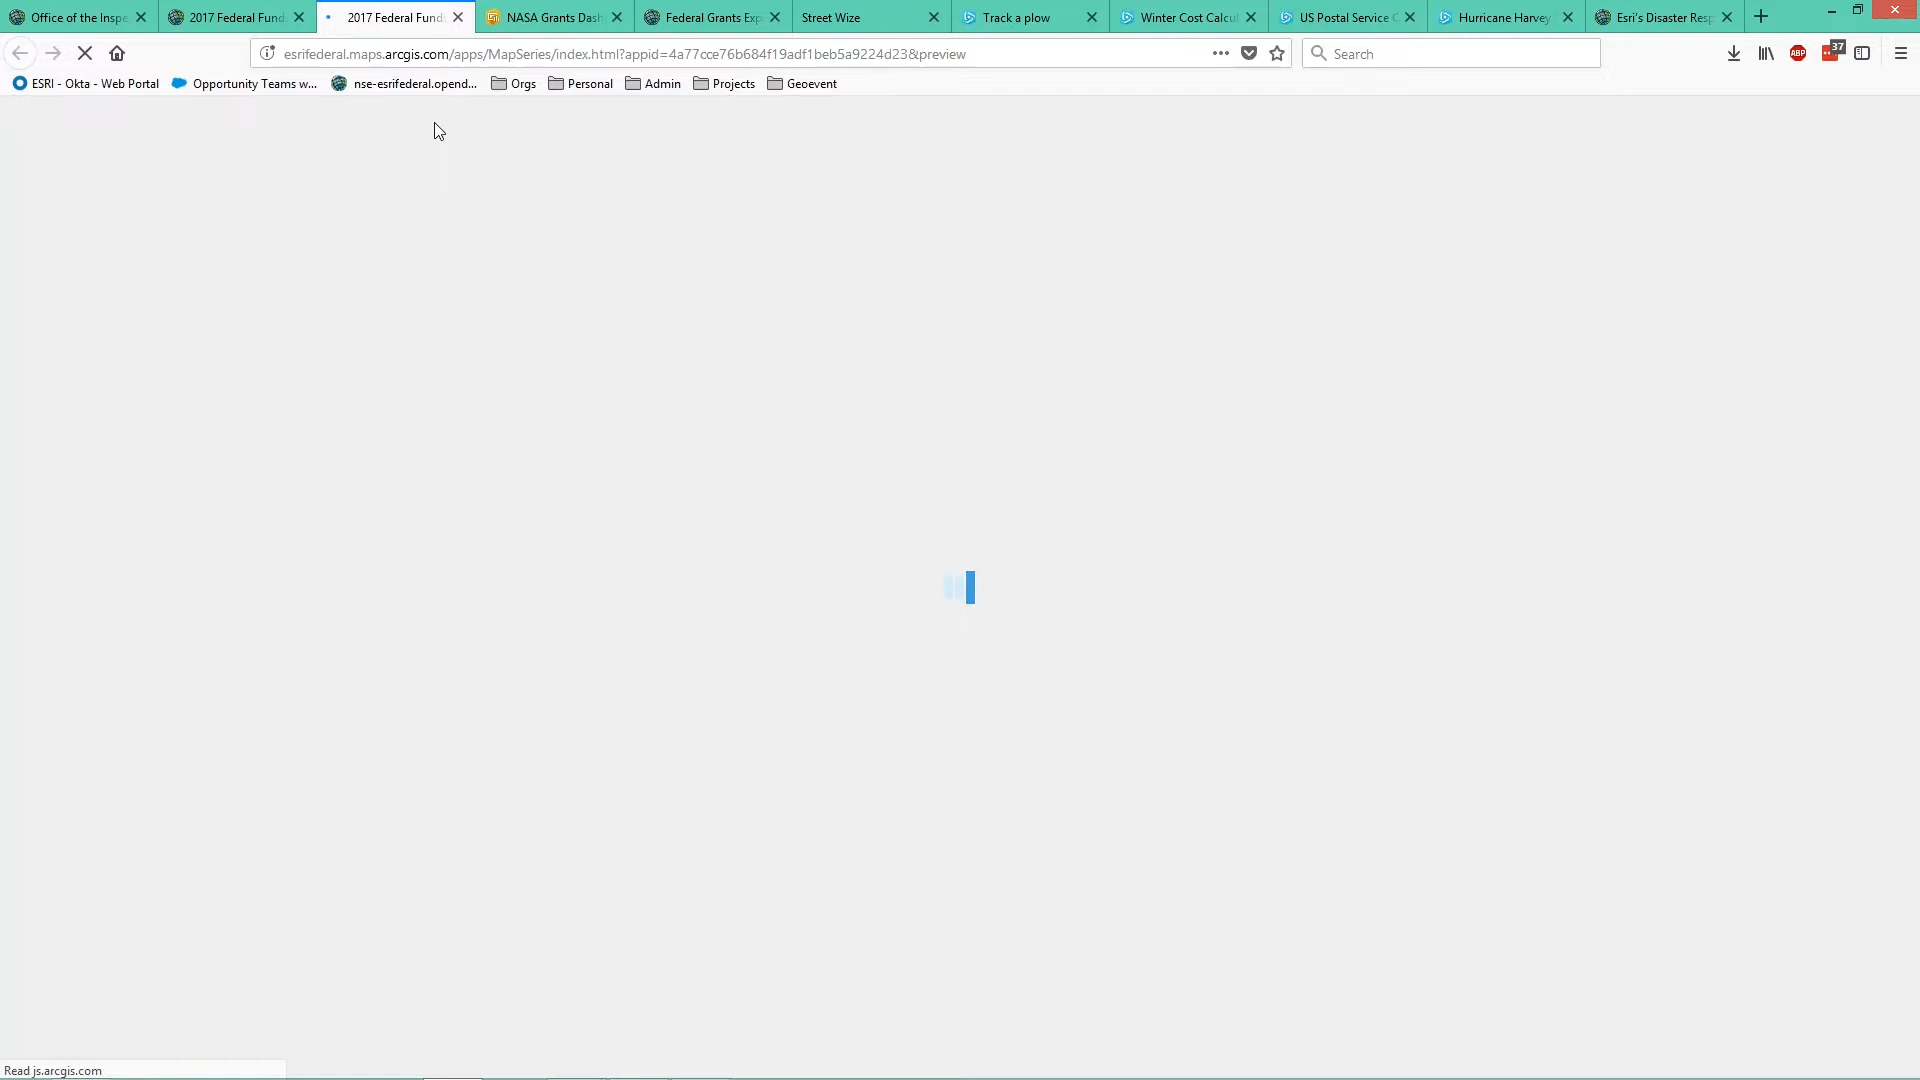 Office of the Inspe
2017 Federal Fund
2017 Federal Fund
NASA Grants Dash
Federal Grants Exp
Street Wize
Track a plow
Winter Cost Calcul
US Postal Service C
Hurricane Harvey
Esri's Disaster Resp
esrifederal.maps.arcgis.com/apps/MapSeries/index.html?appid=4a77cce76b684f19adf1beb5a9224d23&preview
Search
ABP
37
ESRI - Okta - Web Portal
Opportunity Teams w...
nse-esrifederal.opend...
Orgs
Personal
Admin
Projects
Geoevent
Read js.arcgis.com